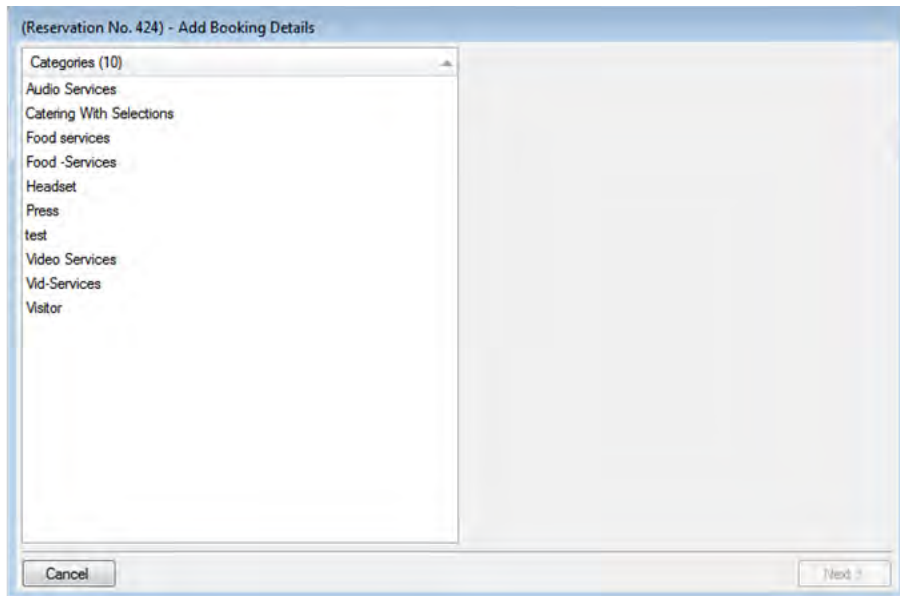 (Reservation No. 424) - Add Booking Details
Categories (10)
Audio Services
Catering With Selections
Food services
Food -Services
Headset
Press
test
Video Services
Vid-Services
Visitor
Cancel
Next >